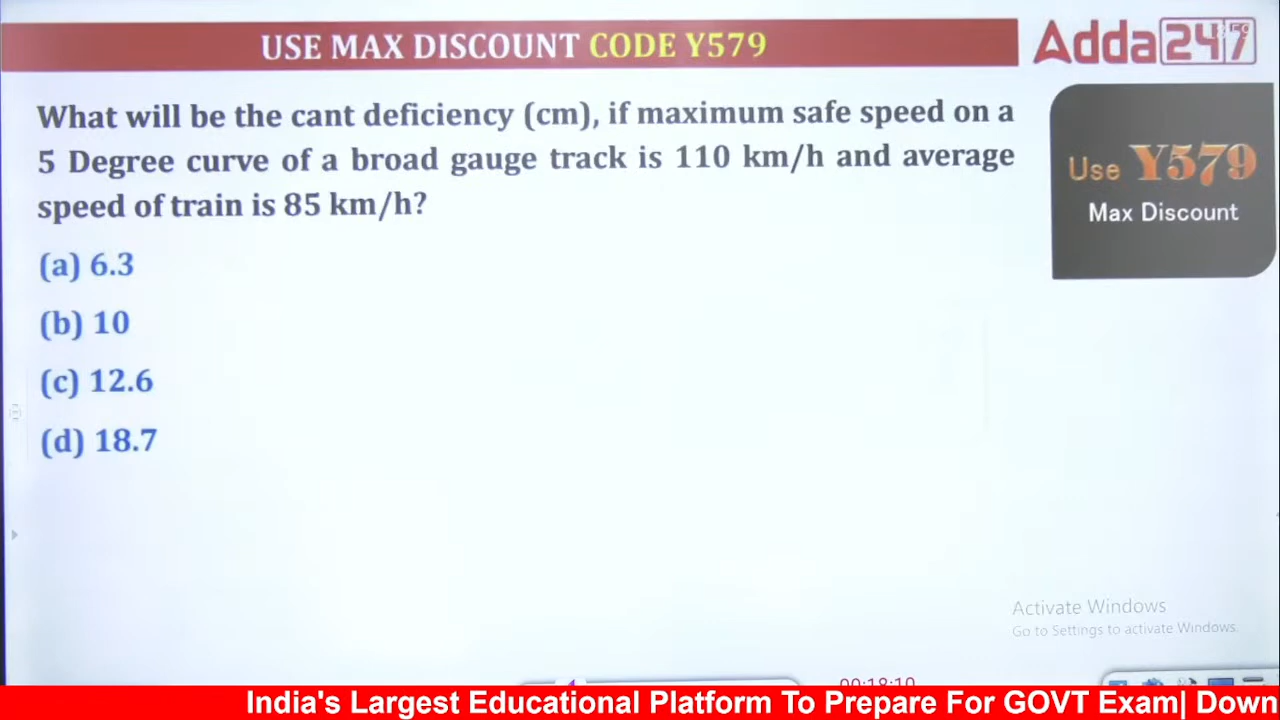 USE MAX DISCOUNT CODE Y579
Adda247
What will be the cant deficiency (cm), if maximum safe speed on a
5 Degree curve of a broad gauge track is 110 km/h and average
speed of train is 85 km/h?
Use Y579
Max Discount
(a) 6.3
(b) 10
(c) 12.6
(d) 18.7
Activate Windows
Go to Settings to activate Windows.
India's Largest Educational Platform To Prepare For GOVT Exam| Down